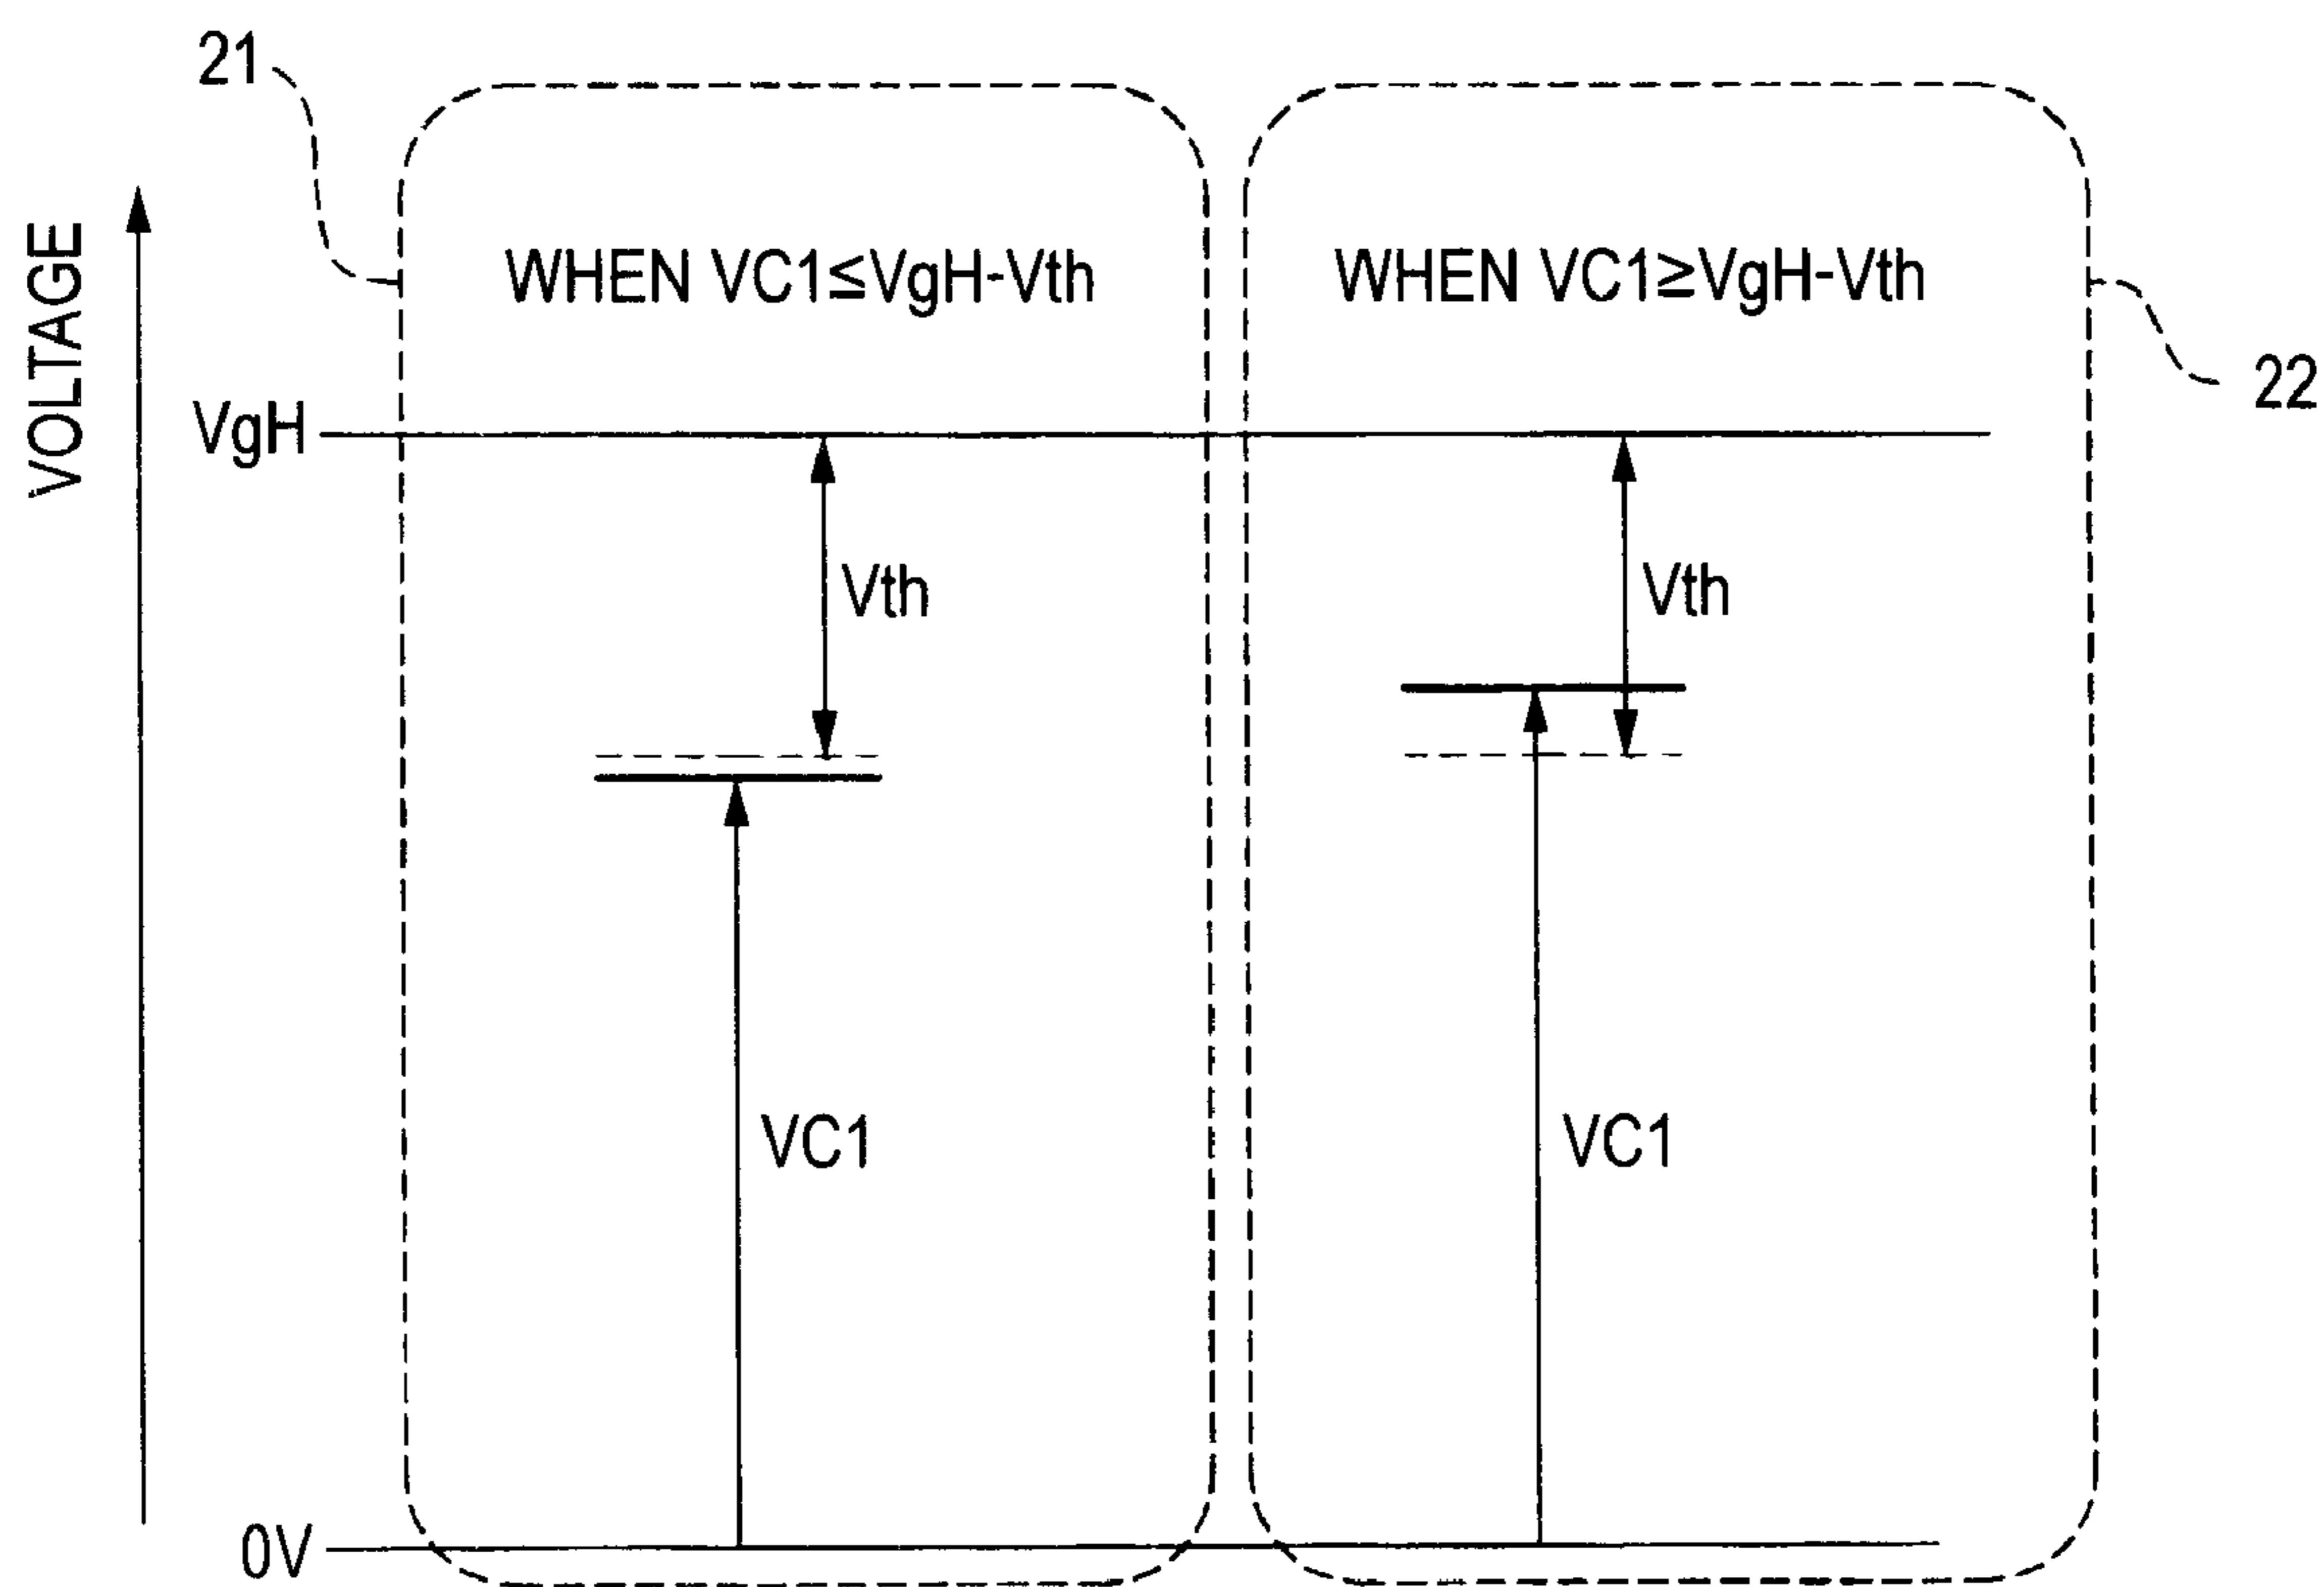 21
VOLTAGE
WHEN VC1≤VgH-Vth
WHEN VC1≥VgH-Vth
22
VgH
Vth
Vth
VC1
VC1
0V